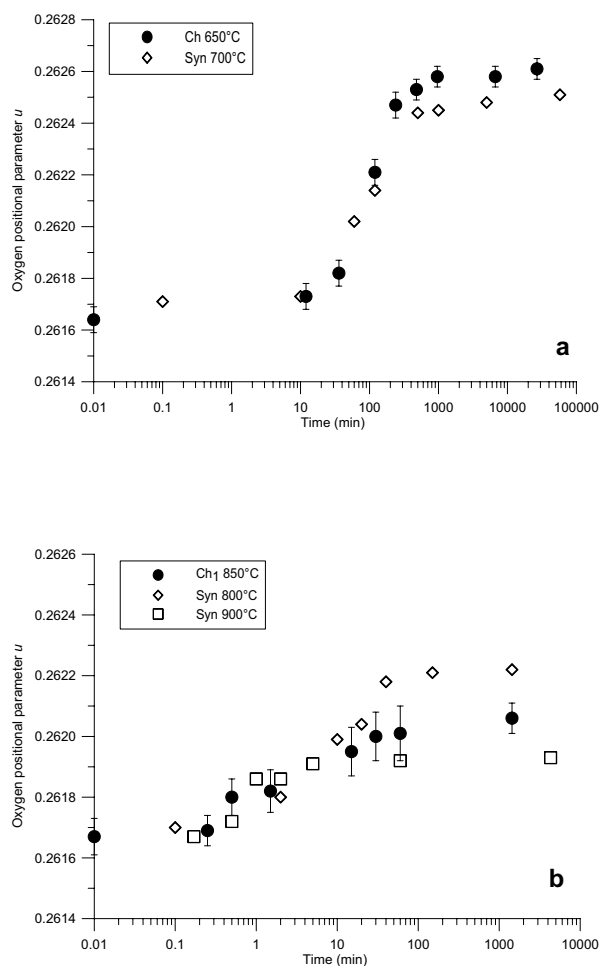 0.2628
0.2626
0.2624
0.2622
0.2620
0.2618
0.2616
0.2614
Oxygen positional parameter u
Ch 650°C
Syn 700°C
a
0.01 0.1 1 10 100 1000 10000 100000
Time (min)
0.2626
0.2624
0.2622
0.2620
0.2618
0.2616
0.2614
Oxygen positional parameter u
Ch1 850°C
Syn 800°C
Syn 900°C
b
0.01 0.1 1 10 100 1000 10000
Time (min)